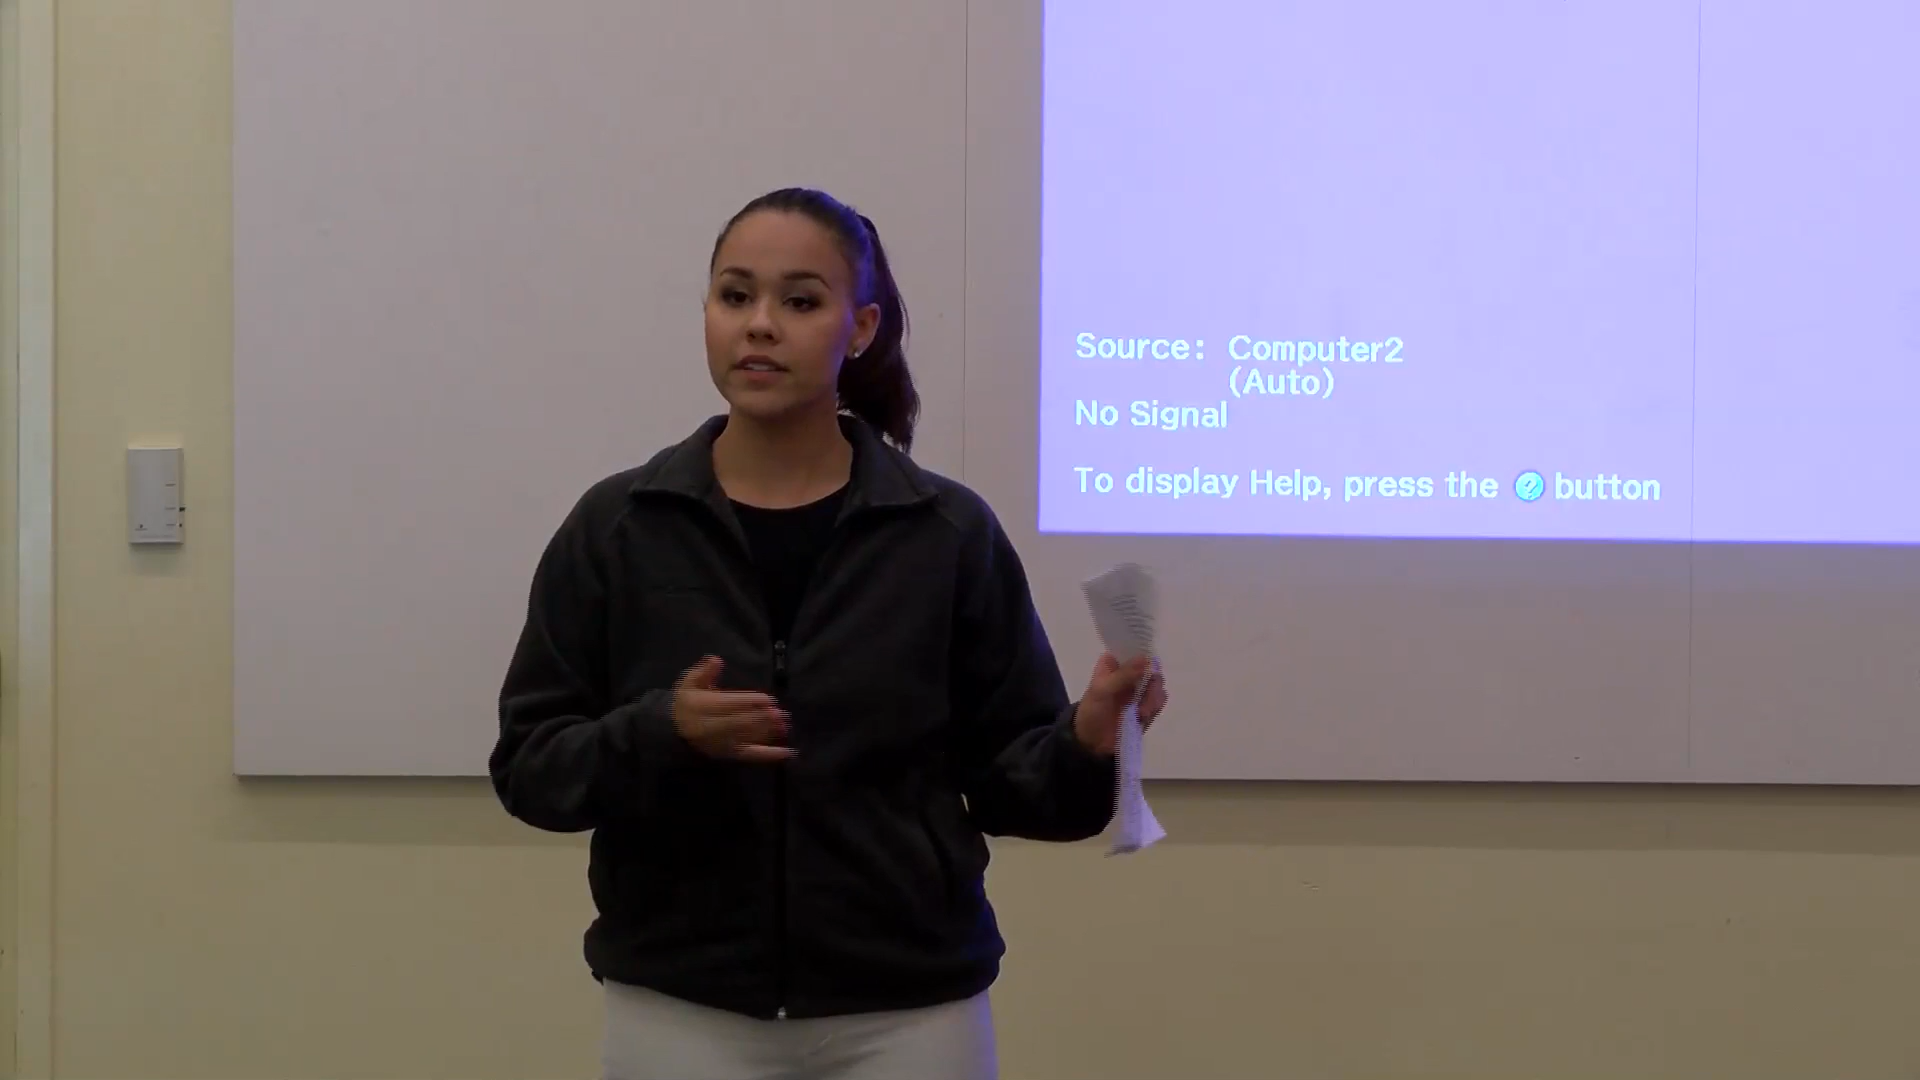 Source: Computer2
(Auto)
No Signal
To display Help, press the ? button